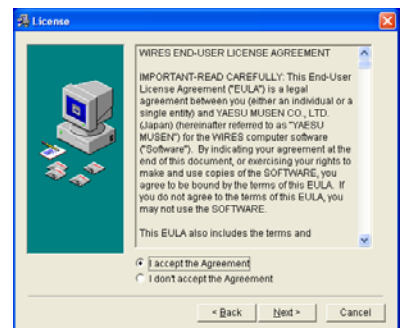 License
WIRES END-USER LICENSE AGREEMENT
IMPORTANT-READ CAREFULLY: This End-User
License Agreement ("EULA") is a legal
agreement between you (either an individual or a
single entity) and YAESU MUSEN CO., LTD.
(Japan) (hereinafter referred to as "YAESU
MUSEN") for the WIRES computer software
("Software"). By indicating your agreement at the
end of this document, or exercising your rights to
make and use copies of the SOFTWARE, you
agree to be bound by the terms of this EULA. If
you do not agree to the terms of this EULA, you
may not use the SOFTWARE.
This EULA also includes the terms and
I accept the Agreement
I don't accept the Agreement
< Back
Next >
Cancel